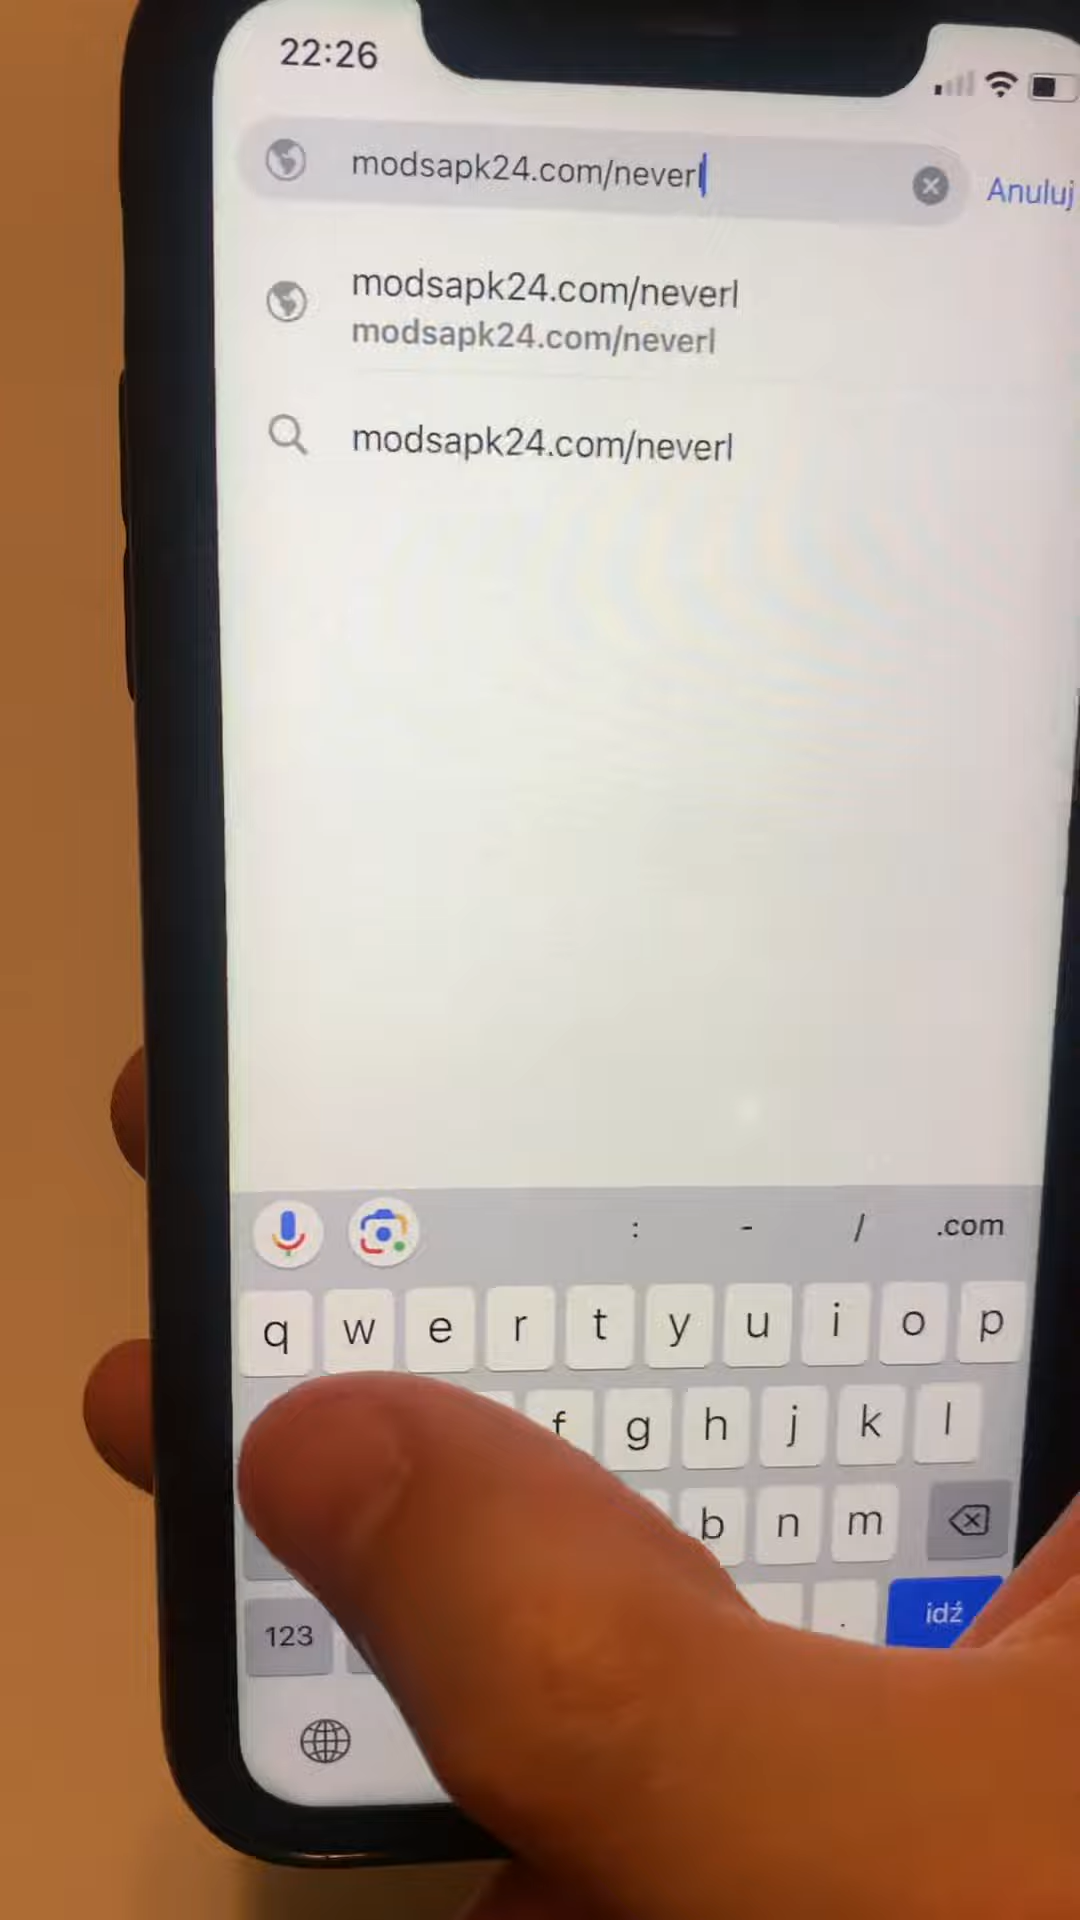 22:26
modsapk24.com/neverl
Anuluj
modsapk24.com/neverl
modsapk24.com/neverl
modsapk24.com/neverl
: - / .com
q w e r t y u i o p
f g h j k l
b n m
123 . idź